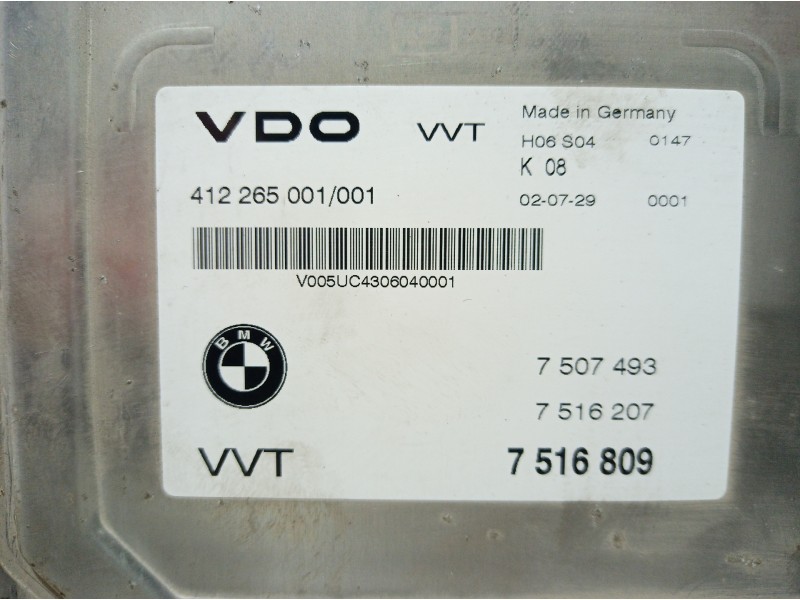 VDO VVT Made in Germany
H06 S04 0147
K 08
412 265 001/001 02-07-29 0001
V005UC4306040001
BMW
7 507 493
7 516 207
VVT 7 516 809